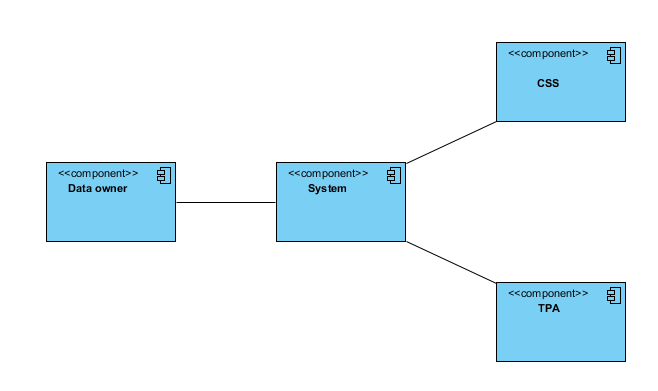 <<component>>
CSS
<<component>>
Data owner
<<component>>
System
<<component>>
TPA